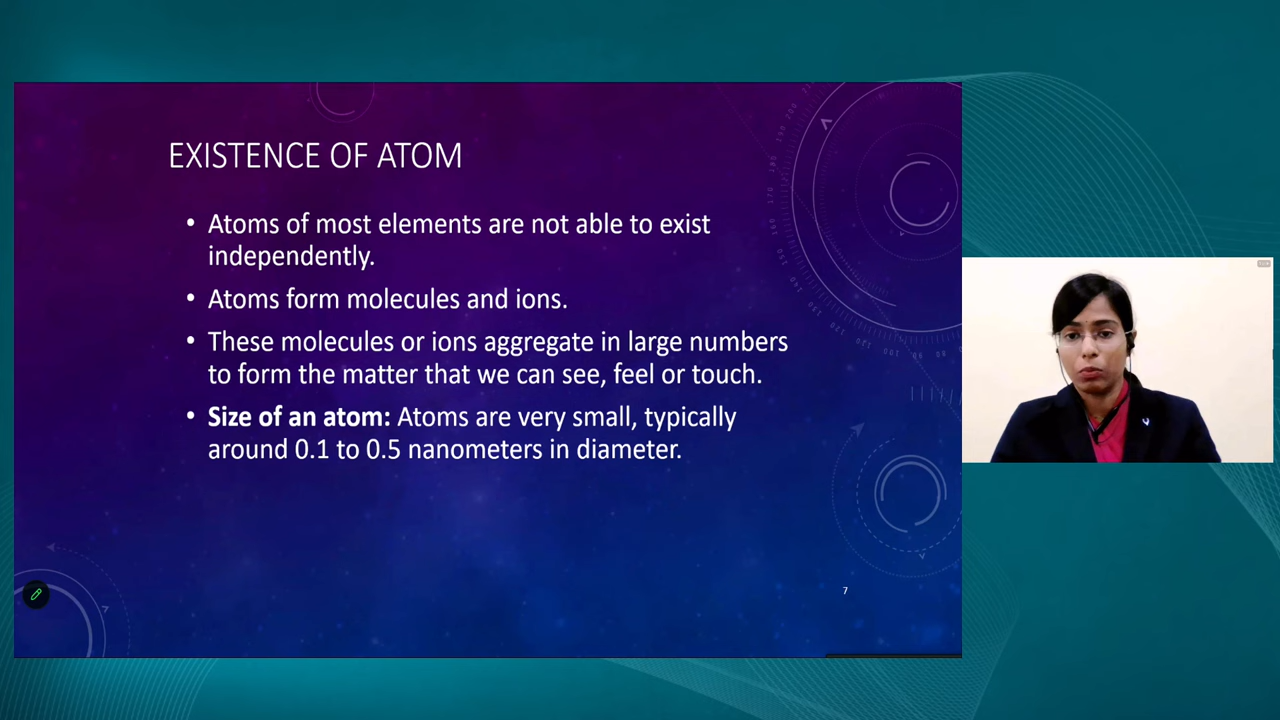 EXISTENCE OF ATOM
• Atoms of most elements are not able to exist
independently.
• Atoms form molecules and ions.
• These molecules or ions aggregate in large numbers
to form the matter that we can see, feel or touch.
• Size of an atom: Atoms are very small, typically
around 0.1 to 0.5 nanometers in diameter.
7